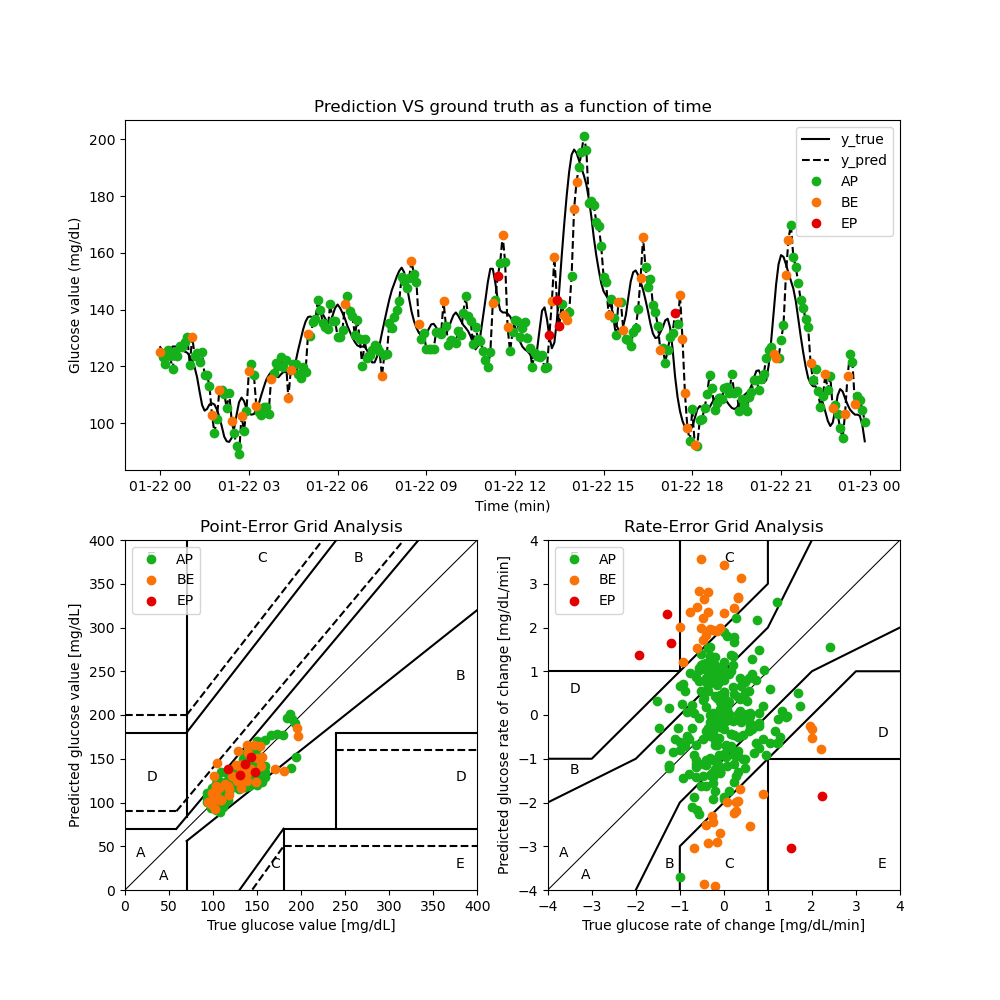 Prediction VS ground truth as a function of time
Glucose value (mg/dL)
200
180
160
140
120
100
y_true
y_pred
AP
BE
EP
01-22 00 01-22 03 01-22 06 01-22 09 01-22 12 01-22 15 01-22 18 01-22 21 01-23 00
Time (min)
Point-Error Grid Analysis
Predicted glucose value [mg/dL]
400
350
300
250
200
150
100
50
0
AP
BE
EP
C
B
B
D
D
A
A
C
E
0 50 100 150 200 250 300 350 400
True glucose value [mg/dL]
Rate-Error Grid Analysis
Predicted glucose rate of change [mg/dL/min]
4
3
2
1
0
−1
−2
−3
−4
AP
BE
EP
C
D
D
B
A
A
B
C
E
−4 −3 −2 −1 0 1 2 3 4
True glucose rate of change [mg/dL/min]